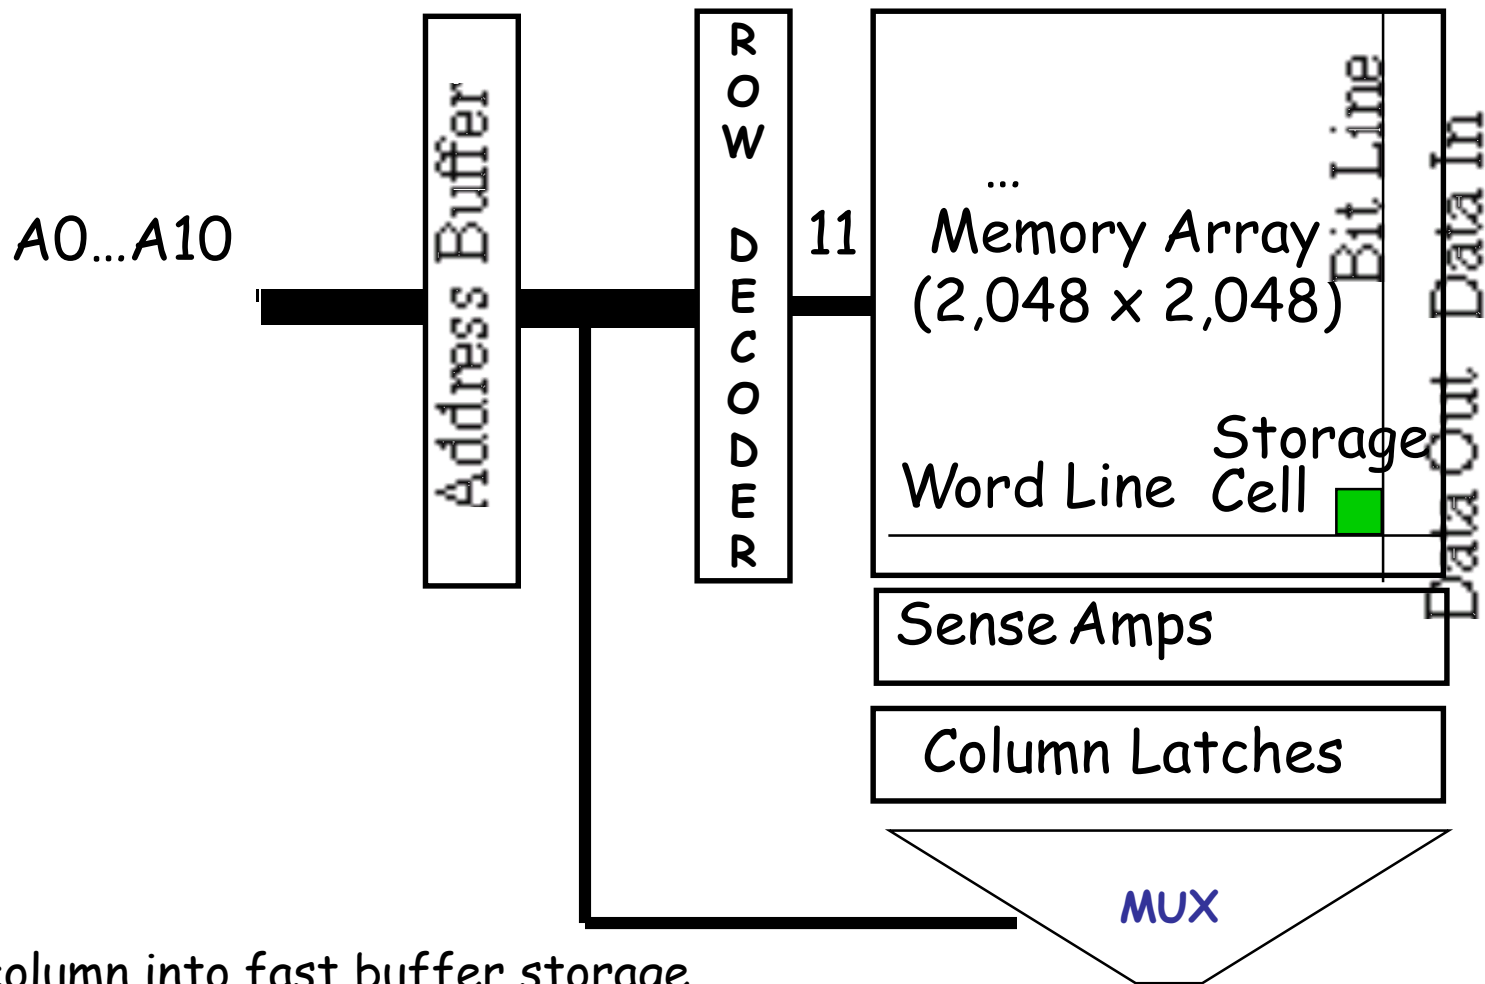 A0…A10
Address Buffer
ROW DECODER
11
...
Memory Array
(2,048 x 2,048)
Bit Line
Data In
Data Out
Storage
Cell
Word Line
Sense Amps
Column Latches
MUX
column into fast buffer storage